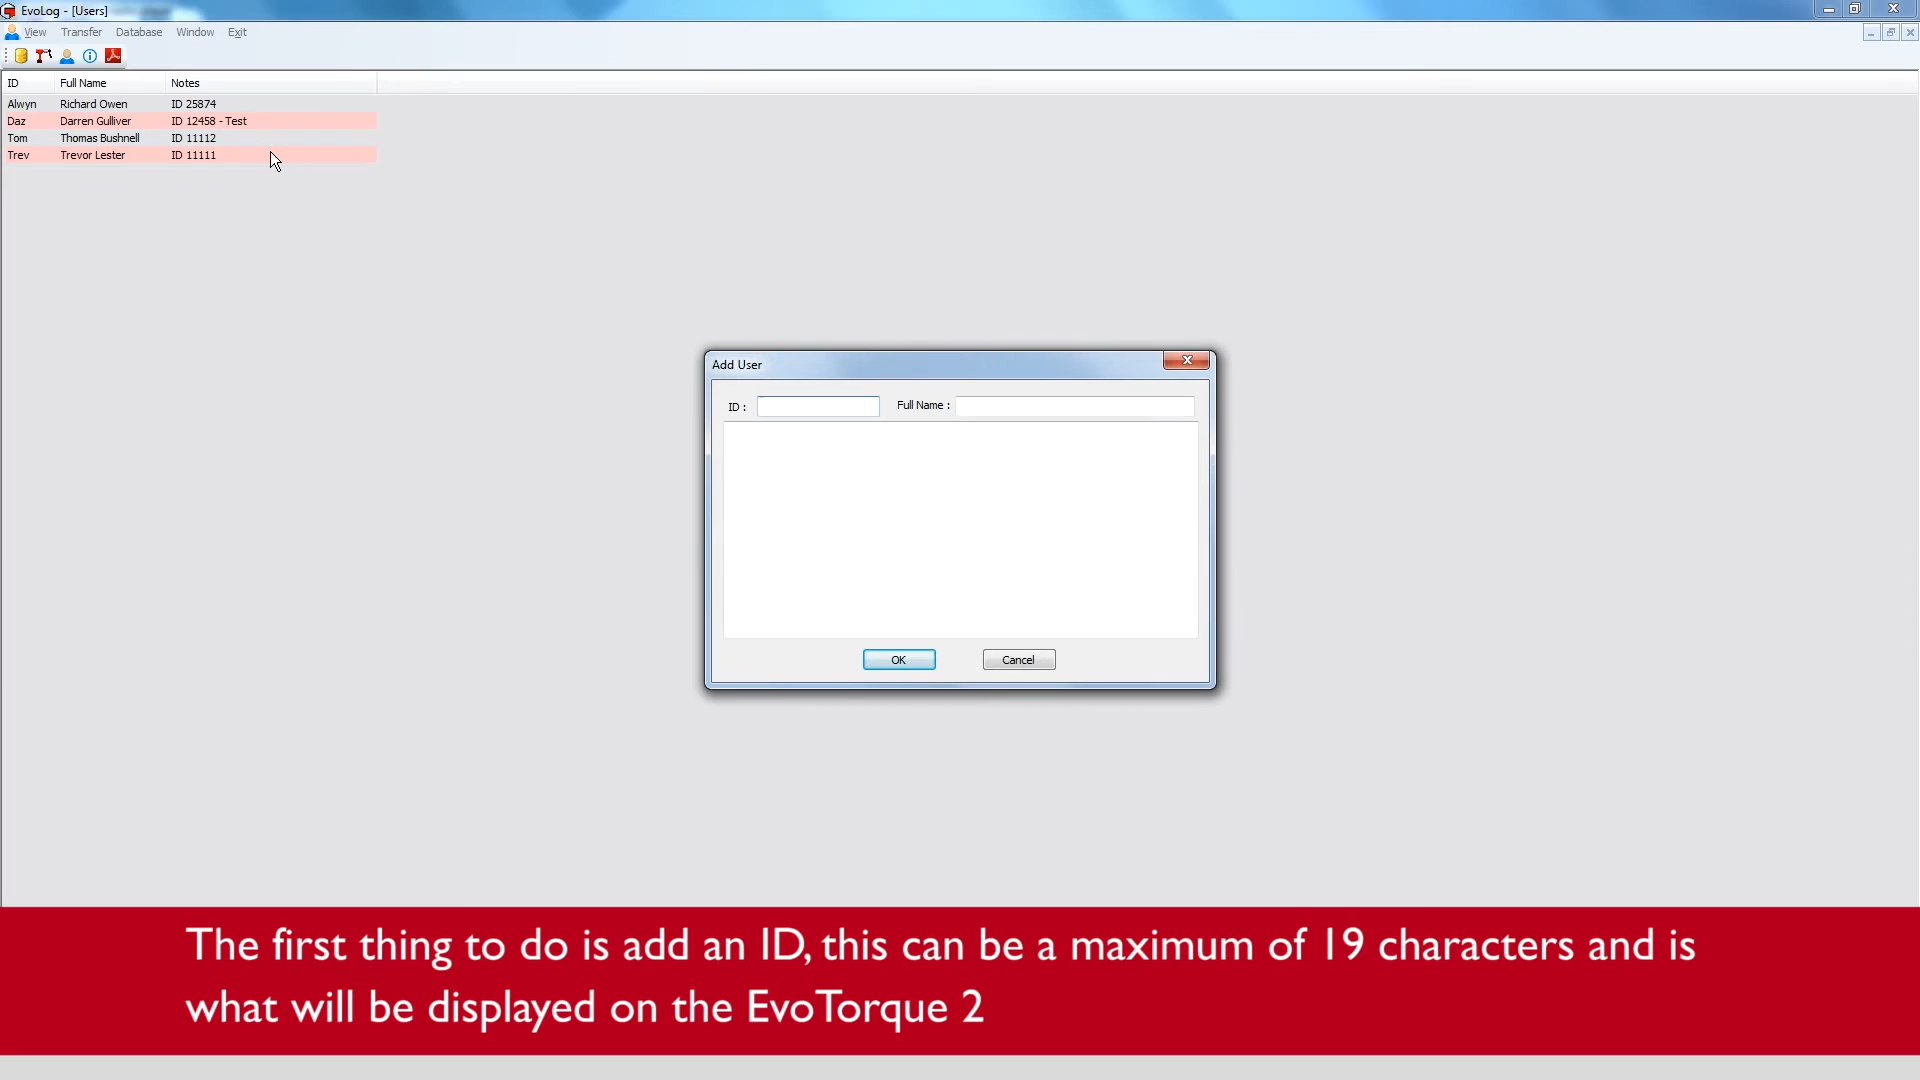 EvoLog - [Users]
View Transfer Database Window Exit
ID Full Name Notes
Alwyn Richard Owen ID 25874
Daz Darren Gulliver ID 12458 - Test
Tom Thomas Bushnell ID 11112
Trev Trevor Lester ID 11111
Add User
ID : Full Name :
OK Cancel
The first thing to do is add an ID, this can be a maximum of 19 characters and is
what will be displayed on the EvoTorque 2